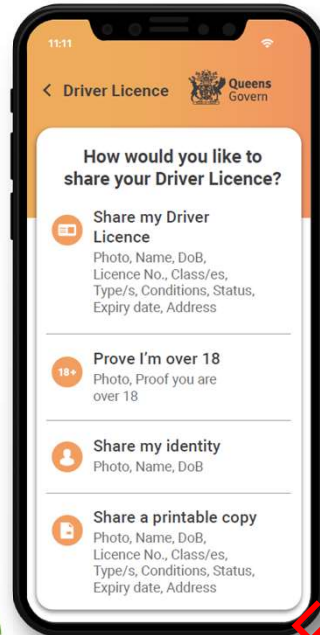 11:11
Driver Licence
Queens
Govern
How would you like to
share your Driver Licence?
Share my Driver
Licence
Photo, Name, DoB,
Licence No., Class/es,
Type/s, Conditions, Status,
Expiry date, Address
18+
Prove I'm over 18
Photo, Proof you are
over 18
Share my identity
Photo, Name, DoB
Share a printable copy
Photo, Name, DoB,
Licence No., Class/es,
Type/s, Conditions, Status,
Expiry date, Address